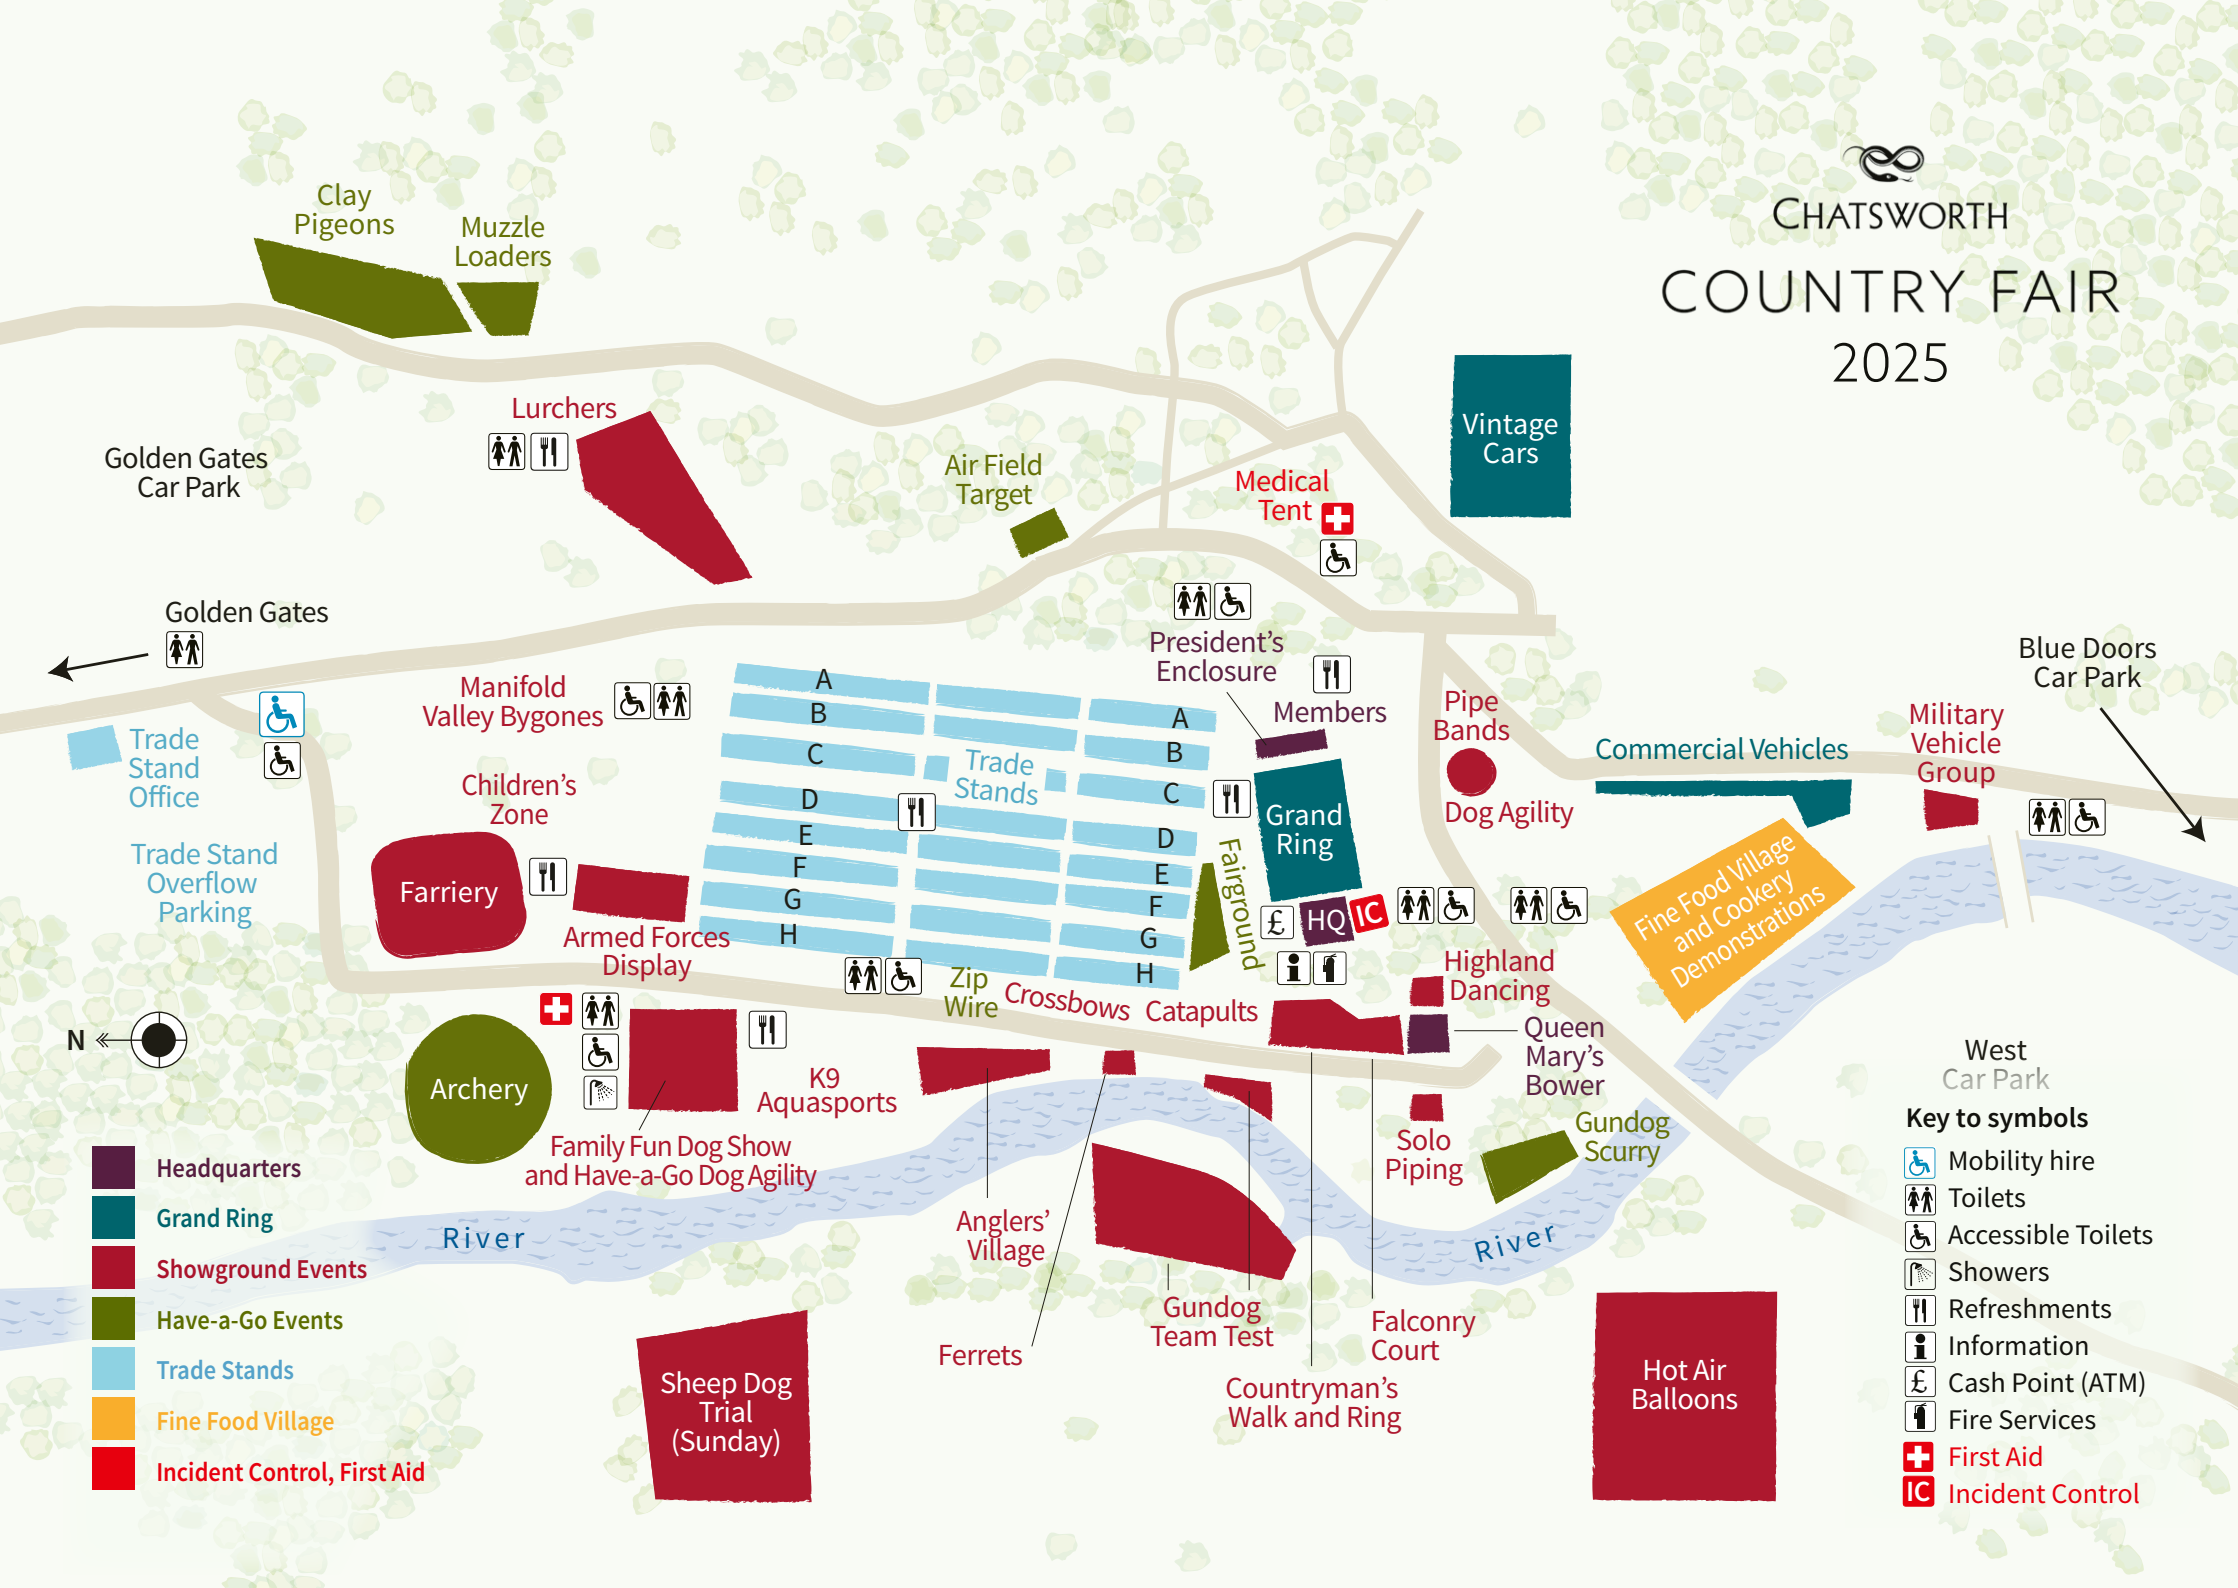 CHATSWORTH
COUNTRY FAIR
2025
Clay
Pigeons
Muzzle
Loaders
Lurchers
Golden Gates
Car Park
Air Field
Target
Medical
Tent
Vintage
Cars
Golden Gates
President's
Enclosure
Members
Blue Doors
Car Park
Manifold
Valley Bygones
A
B
C
D
E
F
G
H
Trade
Stands
A
B
C
D
E
F
G
H
Pipe
Bands
Dog Agility
Commercial Vehicles
Military
Vehicle
Group
Trade
Stand
Office
Children's
Zone
Grand
Ring
Trade Stand
Overflow
Parking
Farriery
Armed Forces
Display
Fairground
£
HQ
IC
Fine Food Village
and Cookery
Demonstrations
Zip
Wire
Crossbows
Catapults
Highland
Dancing
Queen
Mary's
Bower
N
Archery
K9
Aquasports
Family Fun Dog Show
and Have-a-Go Dog Agility
Solo
Piping
Gundog
Scurry
West
Car Park
River
Anglers'
Village
River
Ferrets
Gundog
Team Test
Falconry
Court
Countryman's
Walk and Ring
Sheep Dog
Trial
(Sunday)
Hot Air
Balloons
Headquarters
Grand Ring
Showground Events
Have-a-Go Events
Trade Stands
Fine Food Village
Incident Control, First Aid
Key to symbols
Mobility hire
Toilets
Accessible Toilets
Showers
Refreshments
Information
£ Cash Point (ATM)
Fire Services
First Aid
IC Incident Control